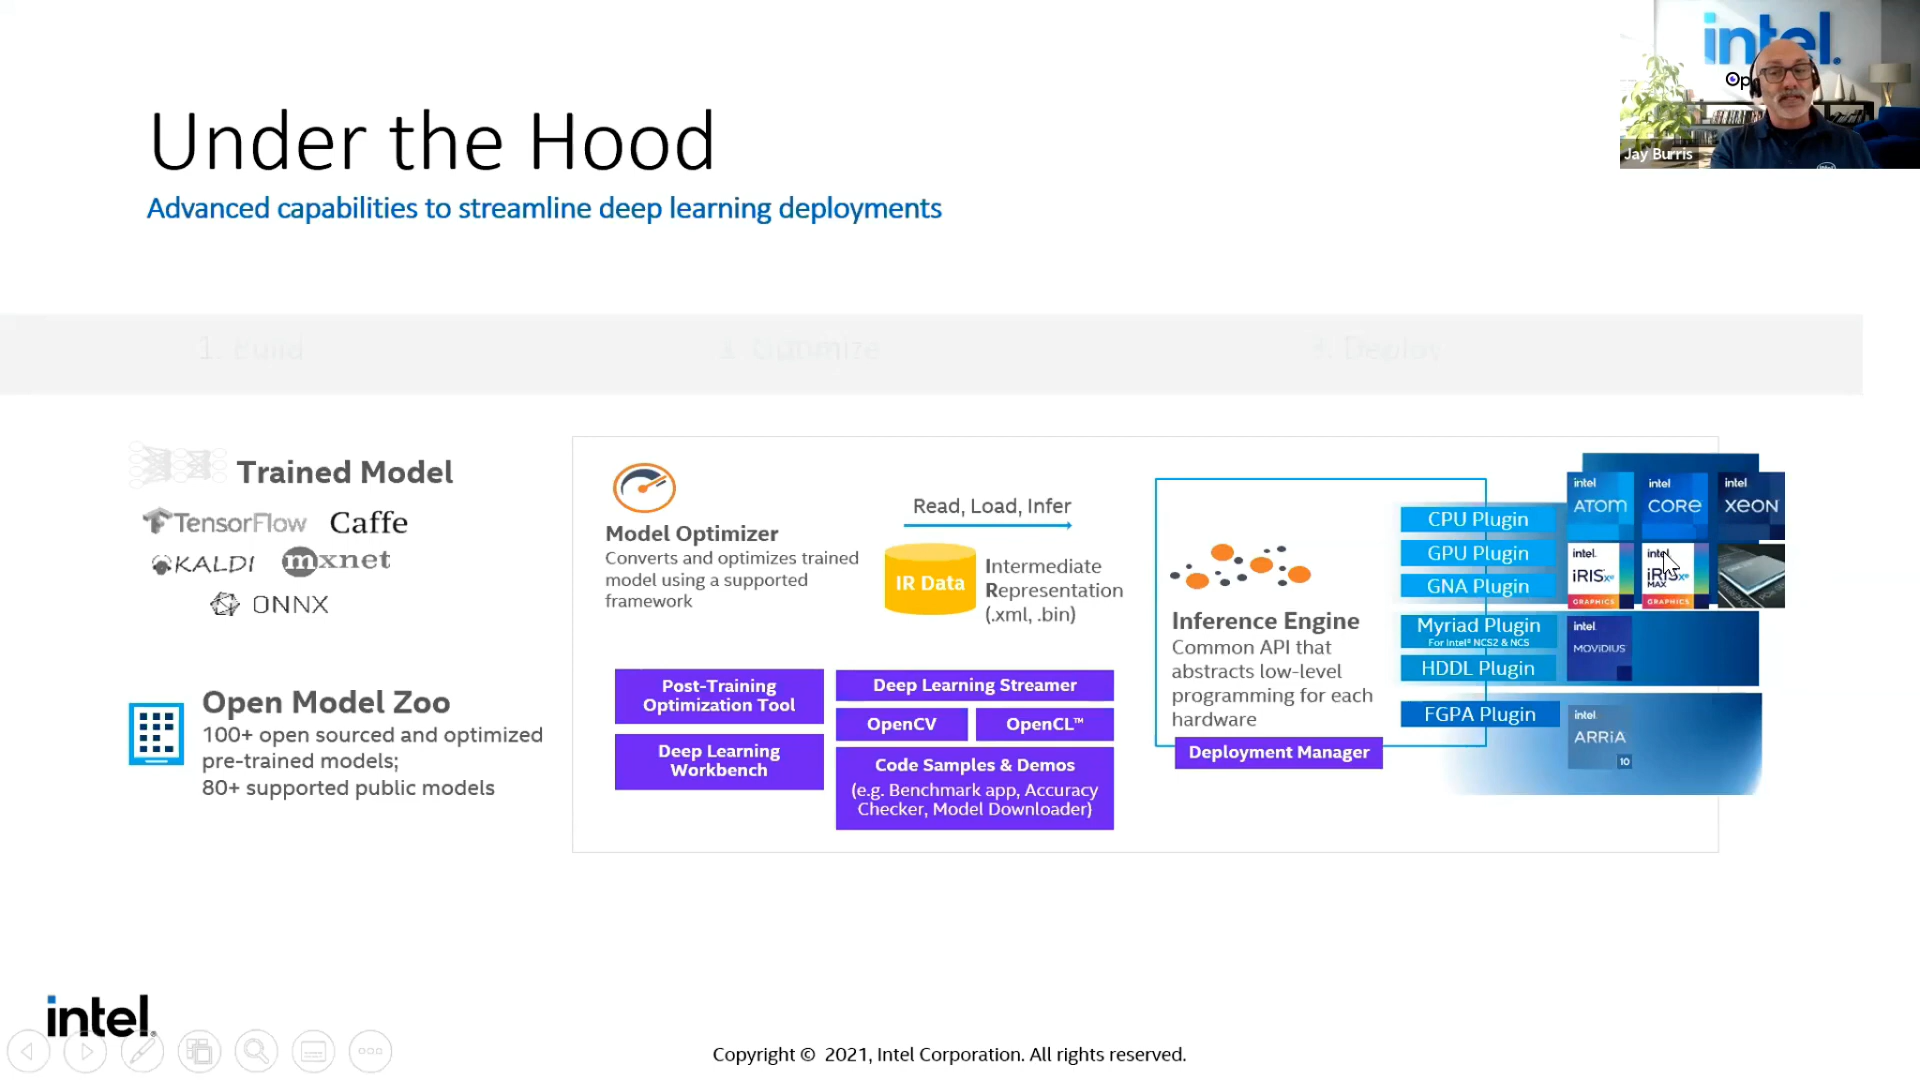 intel.
Op
Jay Burris
Under the Hood
Advanced capabilities to streamline deep learning deployments
1. Build
3. Deploy
Trained Model
TensorFlow Caffe
KALDI mxnet
ONNX
Open Model Zoo
100+ open sourced and optimized
pre-trained models;
80+ supported public models
Model Optimizer
Converts and optimizes trained
model using a supported
framework
Read, Load, Infer
IR Data
Intermediate
Representation
(.xml, .bin)
Post-Training
Optimization Tool
Deep Learning
Workbench
Deep Learning Streamer
OpenCV
OpenCL™
Code Samples & Demos
(e.g. Benchmark app, Accuracy
Checker, Model Downloader)
Inference Engine
Common API that
abstracts low-level
programming for each
hardware
Deployment Manager
CPU Plugin
GPU Plugin
GNA Plugin
Myriad Plugin
For Intel® NCS2 & NCS
HDDL Plugin
FGPA Plugin
intel
ATOM
intel
CORE
intel
XEON
intel.
iRIS Xe
GRAPHICS
intel
iRIS Xe
MAX
GRAPHICS
intel
MOVIDIUS
intel
ARRIA
10
intel.
Copyright © 2021, Intel Corporation. All rights reserved.